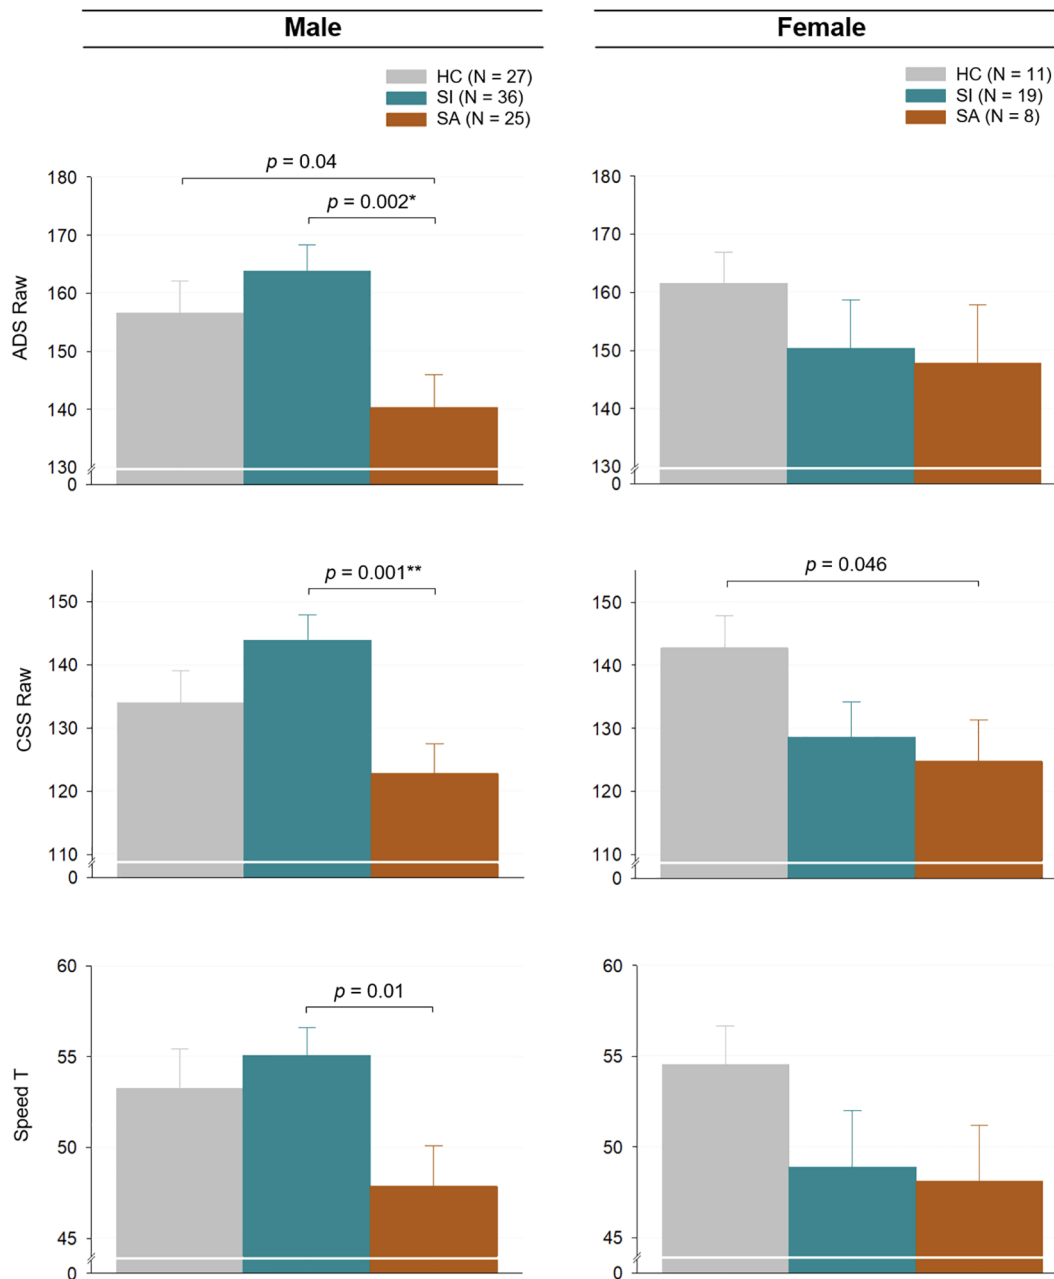 Male
Female
HC (N = 27)
SI (N = 36)
SA (N = 25)
HC (N = 11)
SI (N = 19)
SA (N = 8)
ADS Raw
180
170
160
150
140
130
0
p = 0.04
p = 0.002*
180
170
160
150
140
130
0
CSS Raw
150
140
130
120
110
0
p = 0.001**
150
140
130
120
110
0
p = 0.046
Speed T
60
55
50
45
0
p = 0.01
60
55
50
45
0